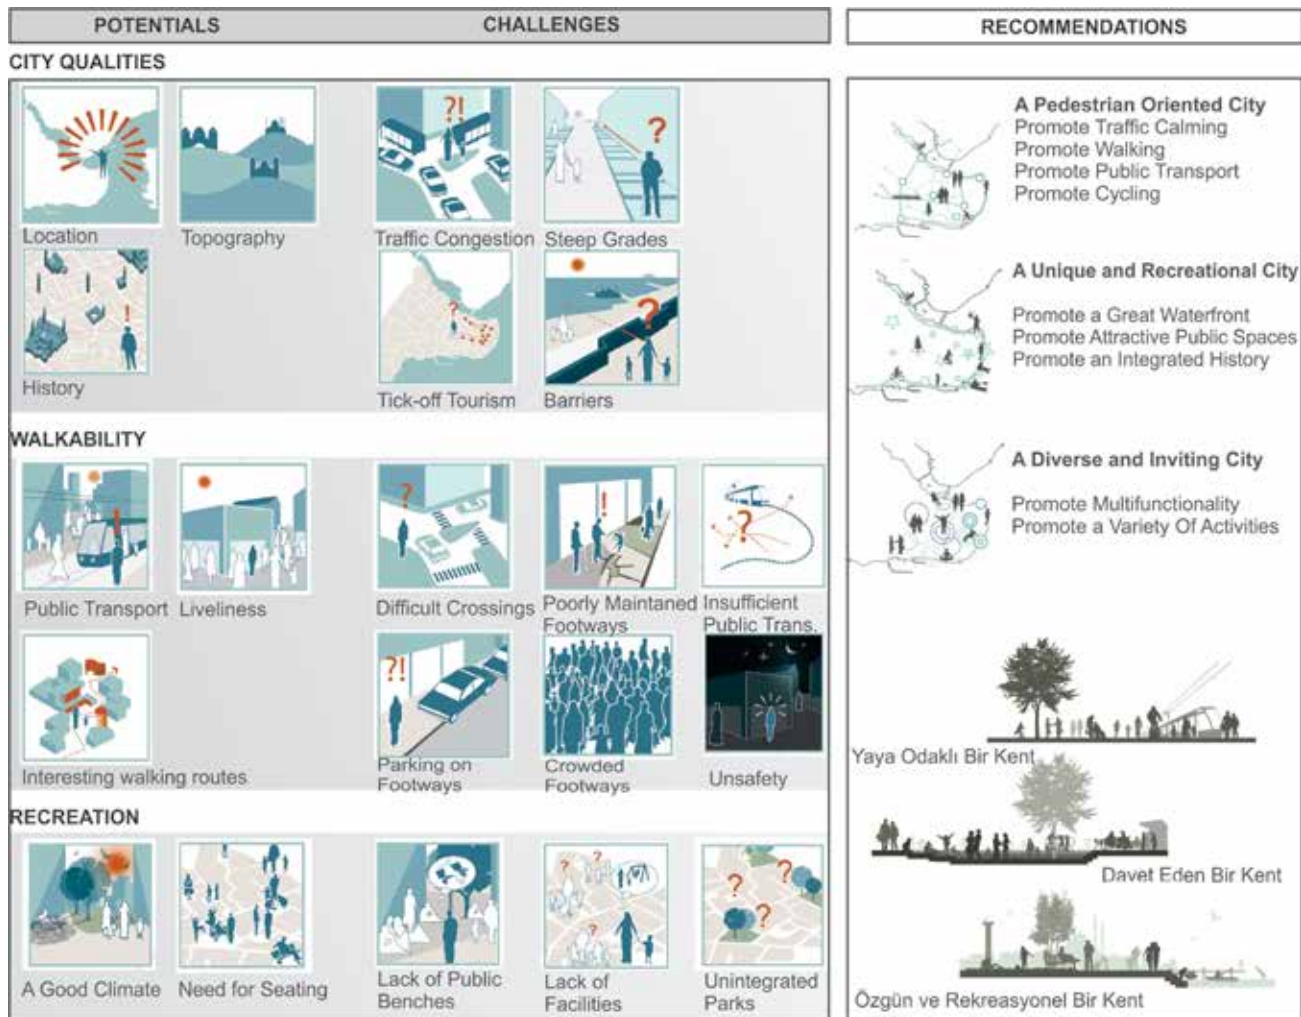 POTENTIALS
CHALLENGES
RECOMMENDATIONS
CITY QUALITIES
Location
Topography
Traffic Congestion
Steep Grades
History
Tick-off Tourism
Barriers
WALKABILITY
Public Transport
Liveliness
Difficult Crossings
Poorly Maintaned
Footways
Insufficient
Public Trans.
Interesting walking routes
Parking on
Footways
Crowded
Footways
Unsafety
RECREATION
A Good Climate
Need for Seating
Lack of Public
Benches
Lack of
Facilities
Unintegrated
Parks
A Pedestrian Oriented City
Promote Traffic Calming
Promote Walking
Promote Public Transport
Promote Cycling
A Unique and Recreational City
Promote a Great Waterfront
Promote Attractive Public Spaces
Promote an Integrated History
A Diverse and Inviting City
Promote Multifunctionality
Promote a Variety Of Activities
Yaya Odaklı Bir Kent
Davet Eden Bir Kent
Özgün ve Rekreasyonel Bir Kent